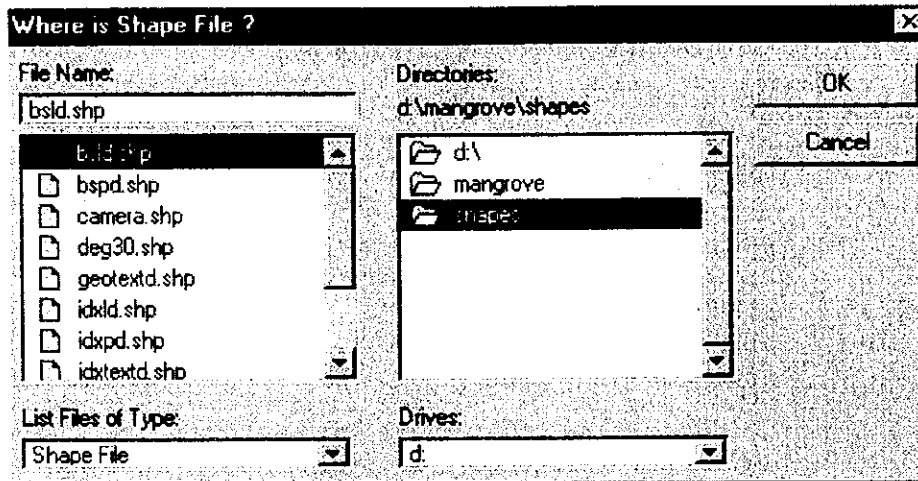 Where is Shape File ?
File Name:
bsld.shp
bsld.shp
bspd.shp
camera.shp
deg30.shp
geotextd.shp
idxld.shp
idxpd.shp
idxtextd.shp
List Files of Type:
Shape File
Directories:
d:\mangrove\shapes
d:\
mangrove
shapes
Drives:
d:
OK
Cancel